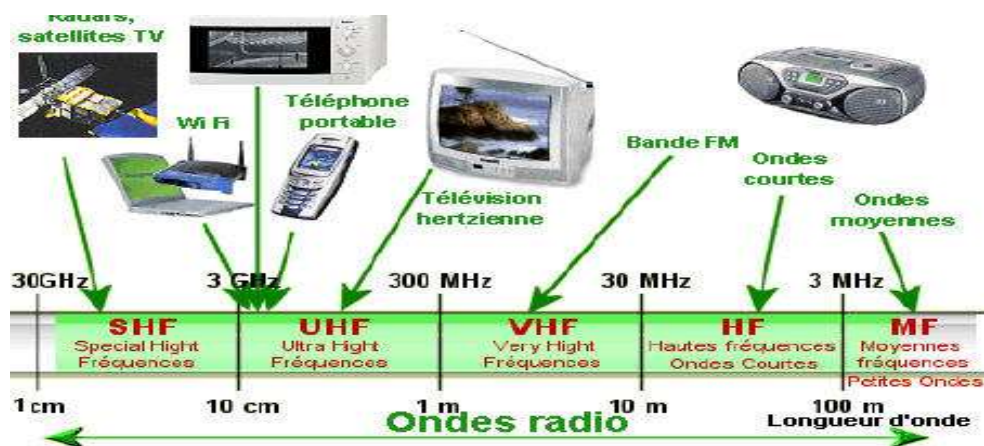 Radars,
satellites TV
Wi Fi
Téléphone
portable
Télévision
hertzienne
Bande FM
Ondes
courtes
Ondes
moyennes
30GHz
3 GHz
300 MHz
30 MHz
3 MHz
SHF
Special Hight
Fréquences
UHF
Ultra Hight
Fréquences
VHF
Very Hight
Fréquences
HF
Hautes fréquences
Ondes Courtes
MF
Moyennes
fréquences
Petites Ondes
1 cm
10 cm
1 m
10 m
100 m
Longueur d'onde
Ondes radio